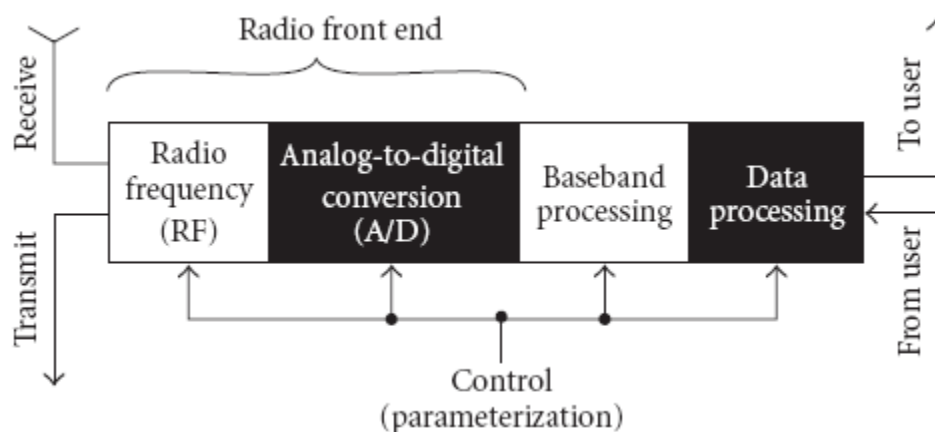 Radio front end
Receive
Transmit
Radio
frequency
(RF)
Analog-to-digital
conversion
(A/D)
Baseband
processing
Data
processing
To user
From user
Control
(parameterization)